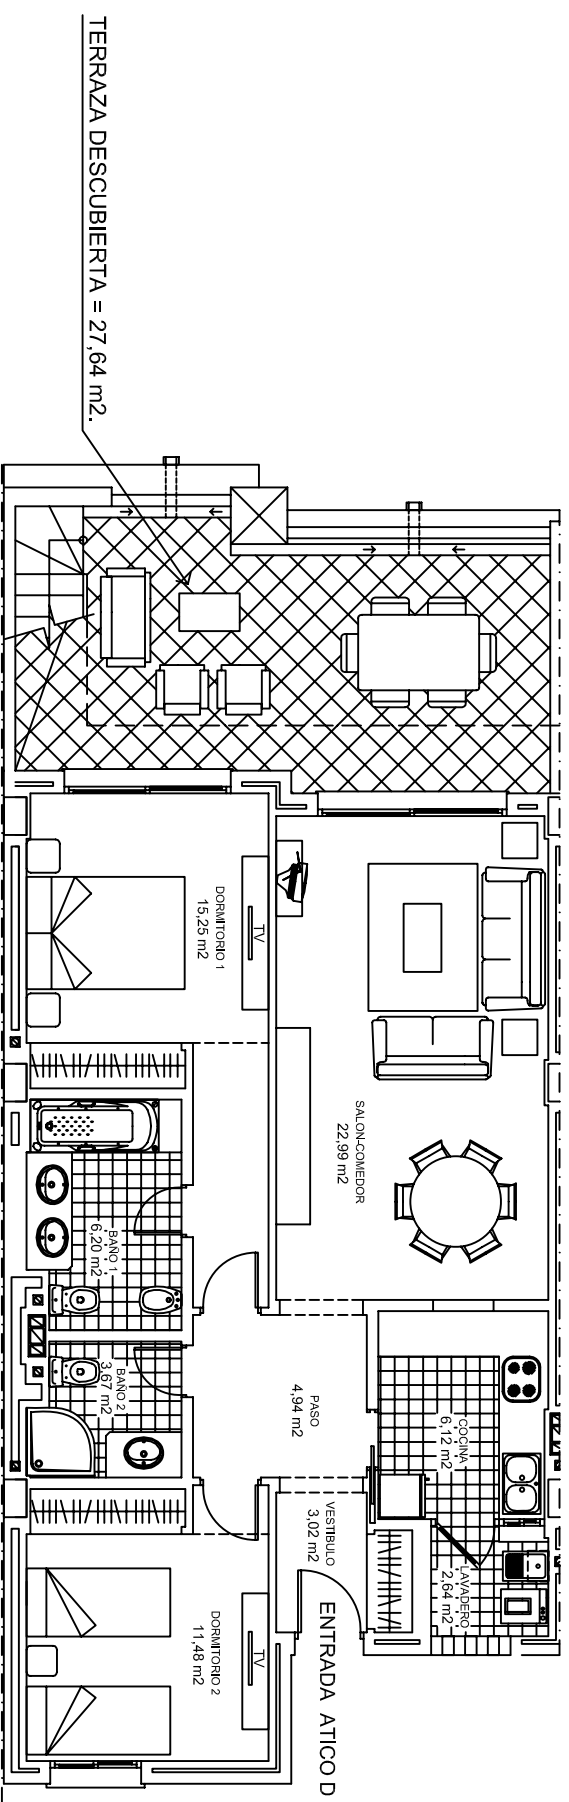 TERRAZA DESCUBIERTA = 27,64 m2.
DORMITORIO 1
15,25 m2
TV
SALON-COMEDOR
22,99 m2
BAÑO 1
6,20 m2
BAÑO 2
3,67 m2
PASO
4,94 m2
COCINA
6,12 m2
VESTIBULO
3,02 m2
LAVADERO
2,64 m2
ENTRADA ATICO D
DORMITORIO 2
11,48 m2
TV